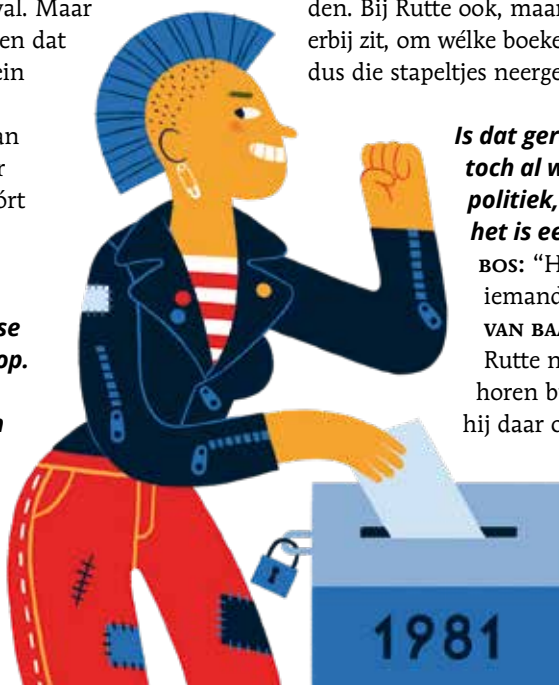 val. Maar
en dat
ein
an
r
órt
se
op.
n
den. Bij Rutte ook, maar
erbij zit, om wélke boeke
dus die stapeltjes neerge
Is dat ger
toch al w
politiek,
het is ee
BOS: “H
iemand
VAN BAA
Rutte n
horen b
hij daar o
1981